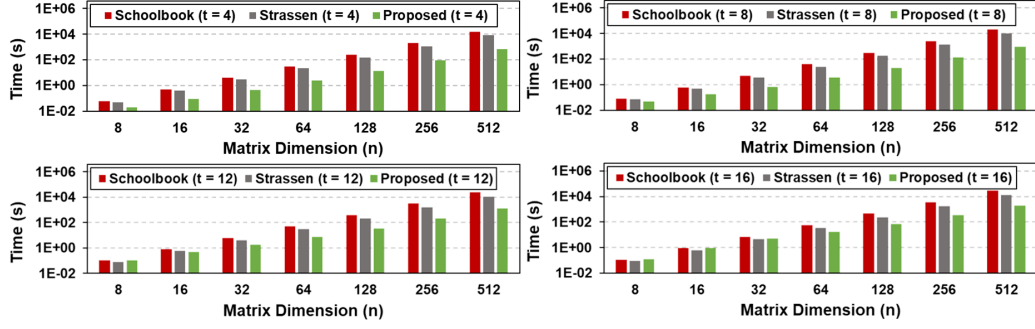 1E+06
Schoolbook (t = 4) Strassen (t = 4) Proposed (t = 4)
1E+04
1E+02
1E+00
1E-02
Time (s)
8 16 32 64 128 256 512
Matrix Dimension (n)
1E+06
Schoolbook (t = 8) Strassen (t = 8) Proposed (t = 8)
1E+04
1E+02
1E+00
1E-02
Time (s)
8 16 32 64 128 256 512
Matrix Dimension (n)
1E+06
Schoolbook (t = 12) Strassen (t = 12) Proposed (t = 12)
1E+04
1E+02
1E+00
1E-02
Time (s)
8 16 32 64 128 256 512
Matrix Dimension (n)
1E+06
Schoolbook (t = 16) Strassen (t = 16) Proposed (t = 16)
1E+04
1E+02
1E+00
1E-02
Time (s)
8 16 32 64 128 256 512
Matrix Dimension (n)